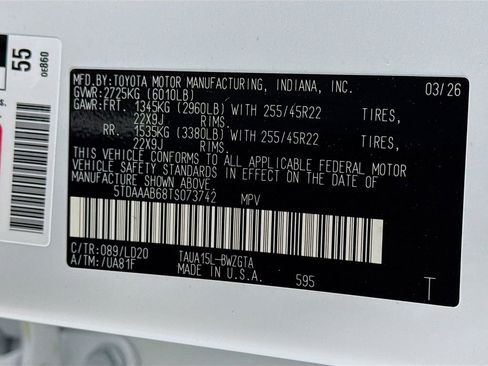 55
0E860
MFD.BY:TOYOTA MOTOR MANUFACTURING, INDIANA, INC. 03/26
GVWR: 2725KG (6010LB)
GAWR:FRT. 1345KG (2960LB) WITH 255/45R22 TIRES,
22X9J RIMS.
RR. 1535KG (3380LB) WITH 255/45R22 TIRES,
22X9J RIMS.
THIS VEHICLE CONFORMS TO ALL APPLICABLE FEDERAL MOTOR
VEHICLE SAFETY STANDARDS IN EFFECT ON THE DATE OF
MANUFACTURE SHOWN ABOVE.
5TDAAAB68TS073742 MPV
C/TR:089/LD20 TAUA15L-BWZGTA
A/TM:/UA81F MADE IN U.S.A. 595 T